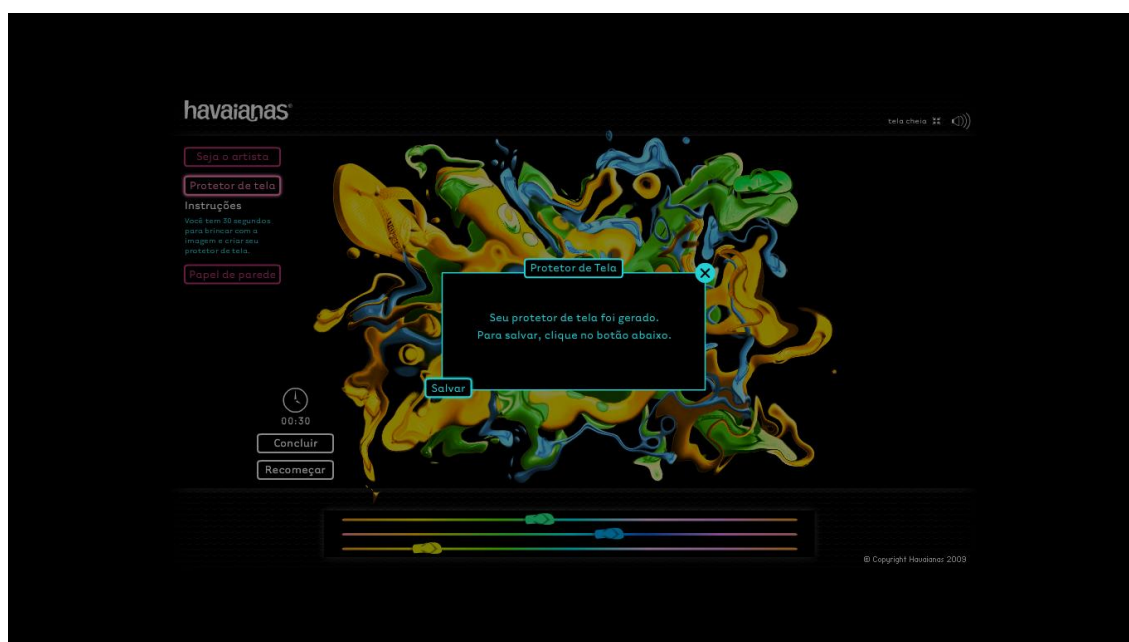 havaianas®
tela cheia
Seja o artista
Protetor de tela
Instruções
Você tem 30 segundos
para brincar com a
imagem e criar seu
protetor de tela.
Papel de parede
Protetor de Tela
Seu protetor de tela foi gerado.
Para salvar, clique no botão abaixo.
Salvar
00:30
Concluir
Recomeçar
© Copyright Havaianas 2009